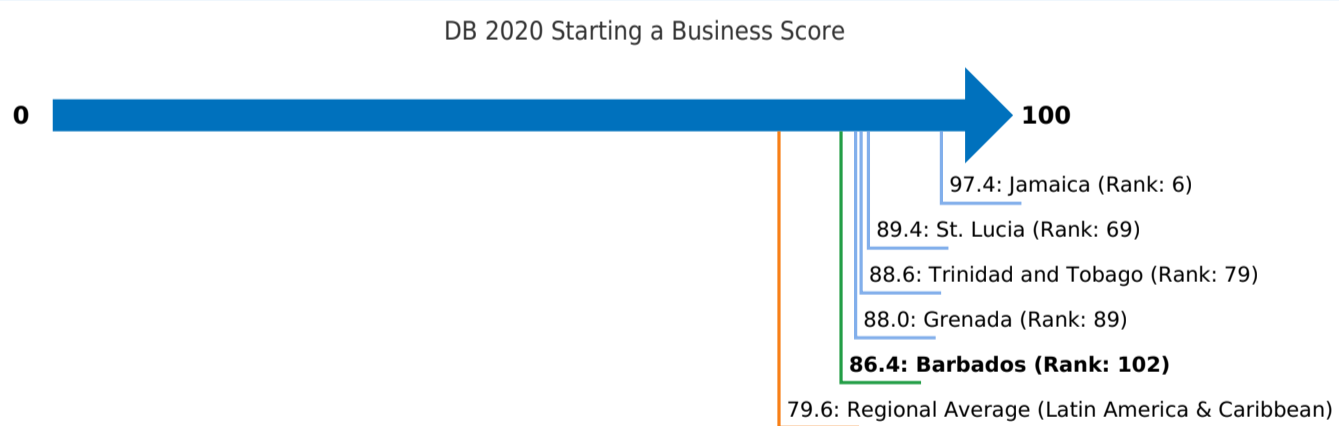 DB 2020 Starting a Business Score
0
100
97.4: Jamaica (Rank: 6)
89.4: St. Lucia (Rank: 69)
88.6: Trinidad and Tobago (Rank: 79)
88.0: Grenada (Rank: 89)
86.4: Barbados (Rank: 102)
79.6: Regional Average (Latin America & Caribbean)